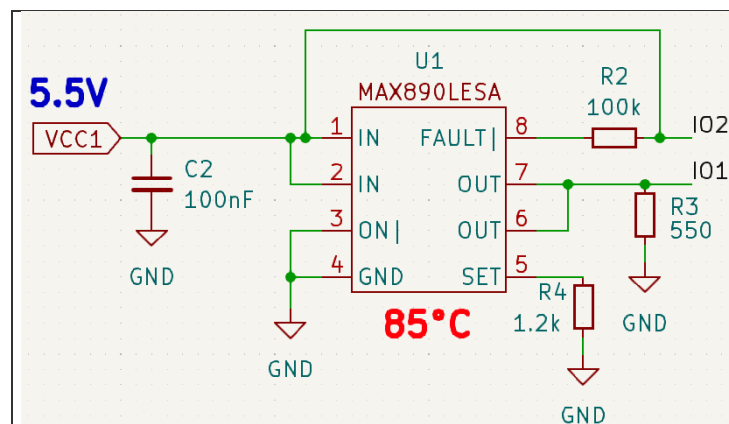 5.5V
VCC1
C2
100nF
GND
U1
MAX890LESA
1 IN
2 IN
3 ON|
4 GND
FAULT| 8
OUT 7
OUT 6
SET 5
85°C
GND
R2
100k
IO2
IO1
R3
550
GND
R4
1.2k
GND